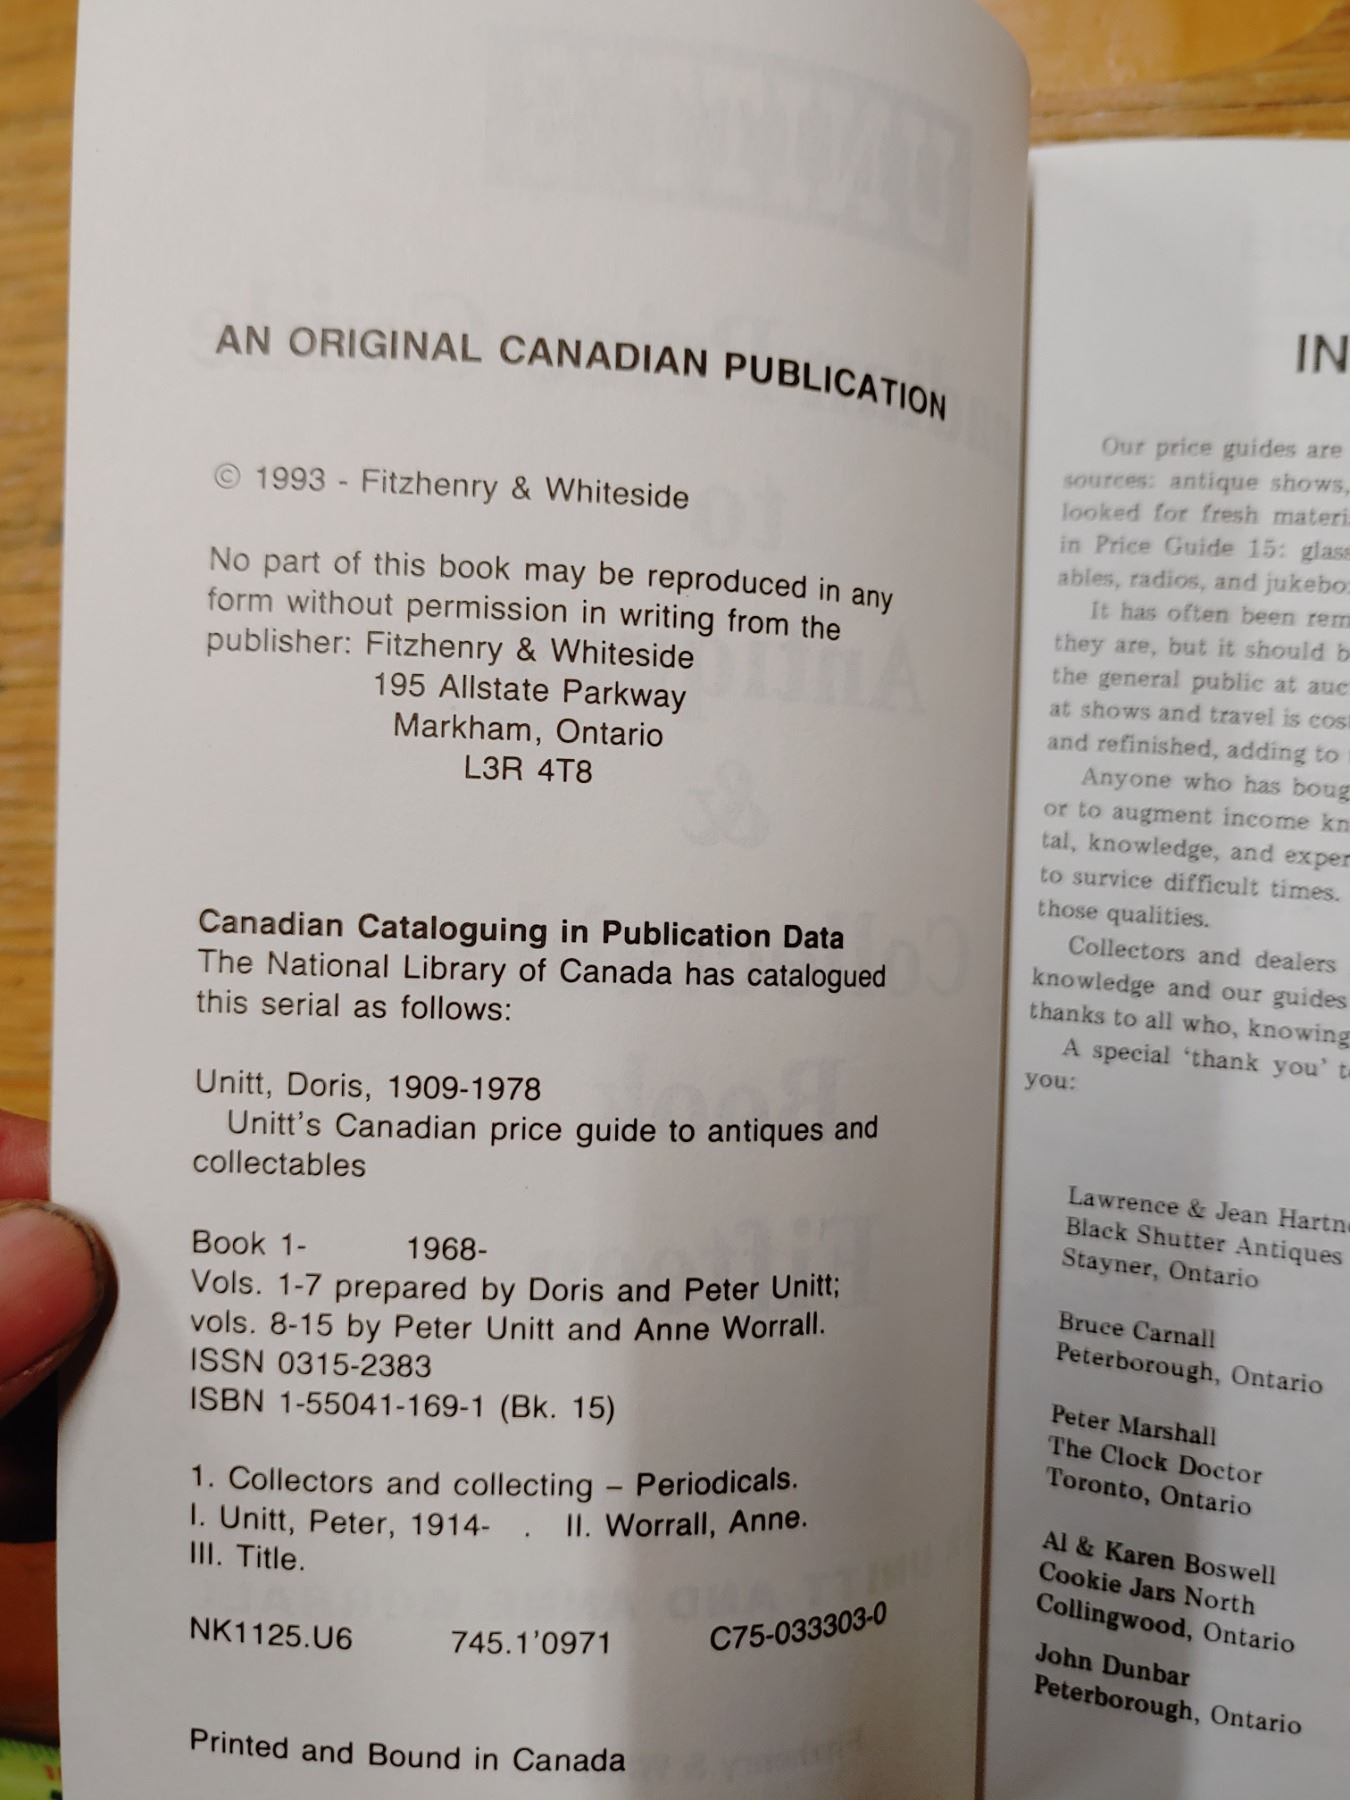 AN ORIGINAL CANADIAN PUBLICATION
© 1993 - Fitzhenry & Whiteside
No part of this book may be reproduced in any
form without permission in writing from the
publisher: Fitzhenry & Whiteside
195 Allstate Parkway
Markham, Ontario
L3R 4T8
Canadian Cataloguing in Publication Data
The National Library of Canada has catalogued
this serial as follows:
Unitt, Doris, 1909-1978
Unitt's Canadian price guide to antiques and
collectables
Book 1- 1968-
Vols. 1-7 prepared by Doris and Peter Unitt;
vols. 8-15 by Peter Unitt and Anne Worrall.
ISSN 0315-2383
ISBN 1-55041-169-1 (Bk. 15)
1. Collectors and collecting – Periodicals.
I. Unitt, Peter, 1914- . II. Worrall, Anne.
III. Title.
NK1125.U6 745.1'0971 C75-033303-0
Printed and Bound in Canada
IN
Our price guides are
sources: antique shows,
looked for fresh materi
in Price Guide 15: glass
ables, radios, and jukebo
It has often been rem
they are, but it should b
the general public at auc
at shows and travel is cos
and refinished, adding to
Anyone who has boug
or to augment income kn
tal, knowledge, and exper
to survice difficult times.
those qualities.
Collectors and dealers
knowledge and our guides
thanks to all who, knowing
A special ‘thank you’ t
you:
Lawrence & Jean Hartn
Black Shutter Antiques
Stayner, Ontario
Bruce Carnall
Peterborough, Ontario
Peter Marshall
The Clock Doctor
Toronto, Ontario
Al & Karen Boswell
Cookie Jars North
Collingwood, Ontario
John Dunbar
Peterborough, Ontario